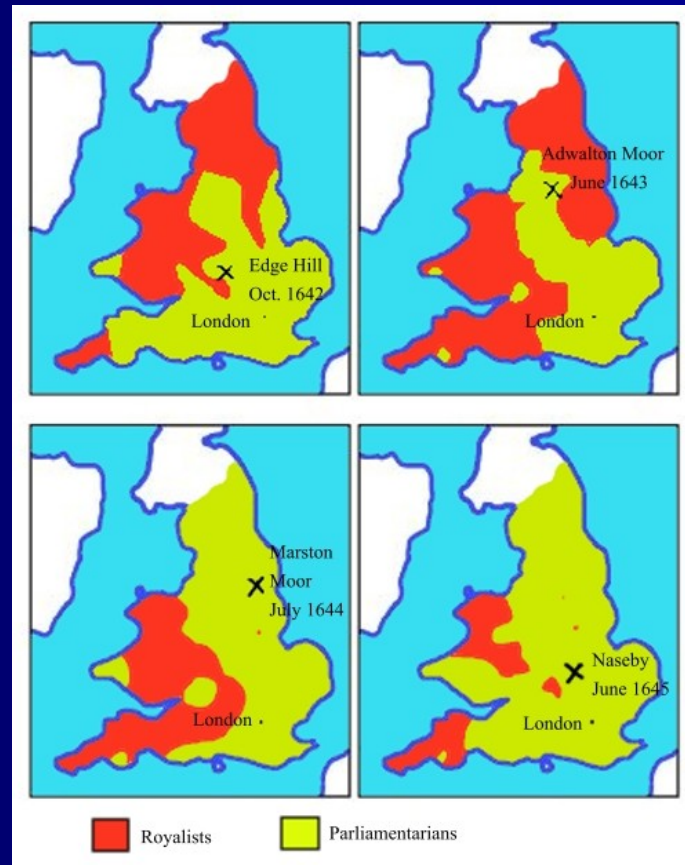 Edge Hill
Oct. 1642
London
Adwalton Moor
June 1643
London
Marston
Moor
July 1644
London
Naseby
June 1645
London
Royalists
Parliamentarians